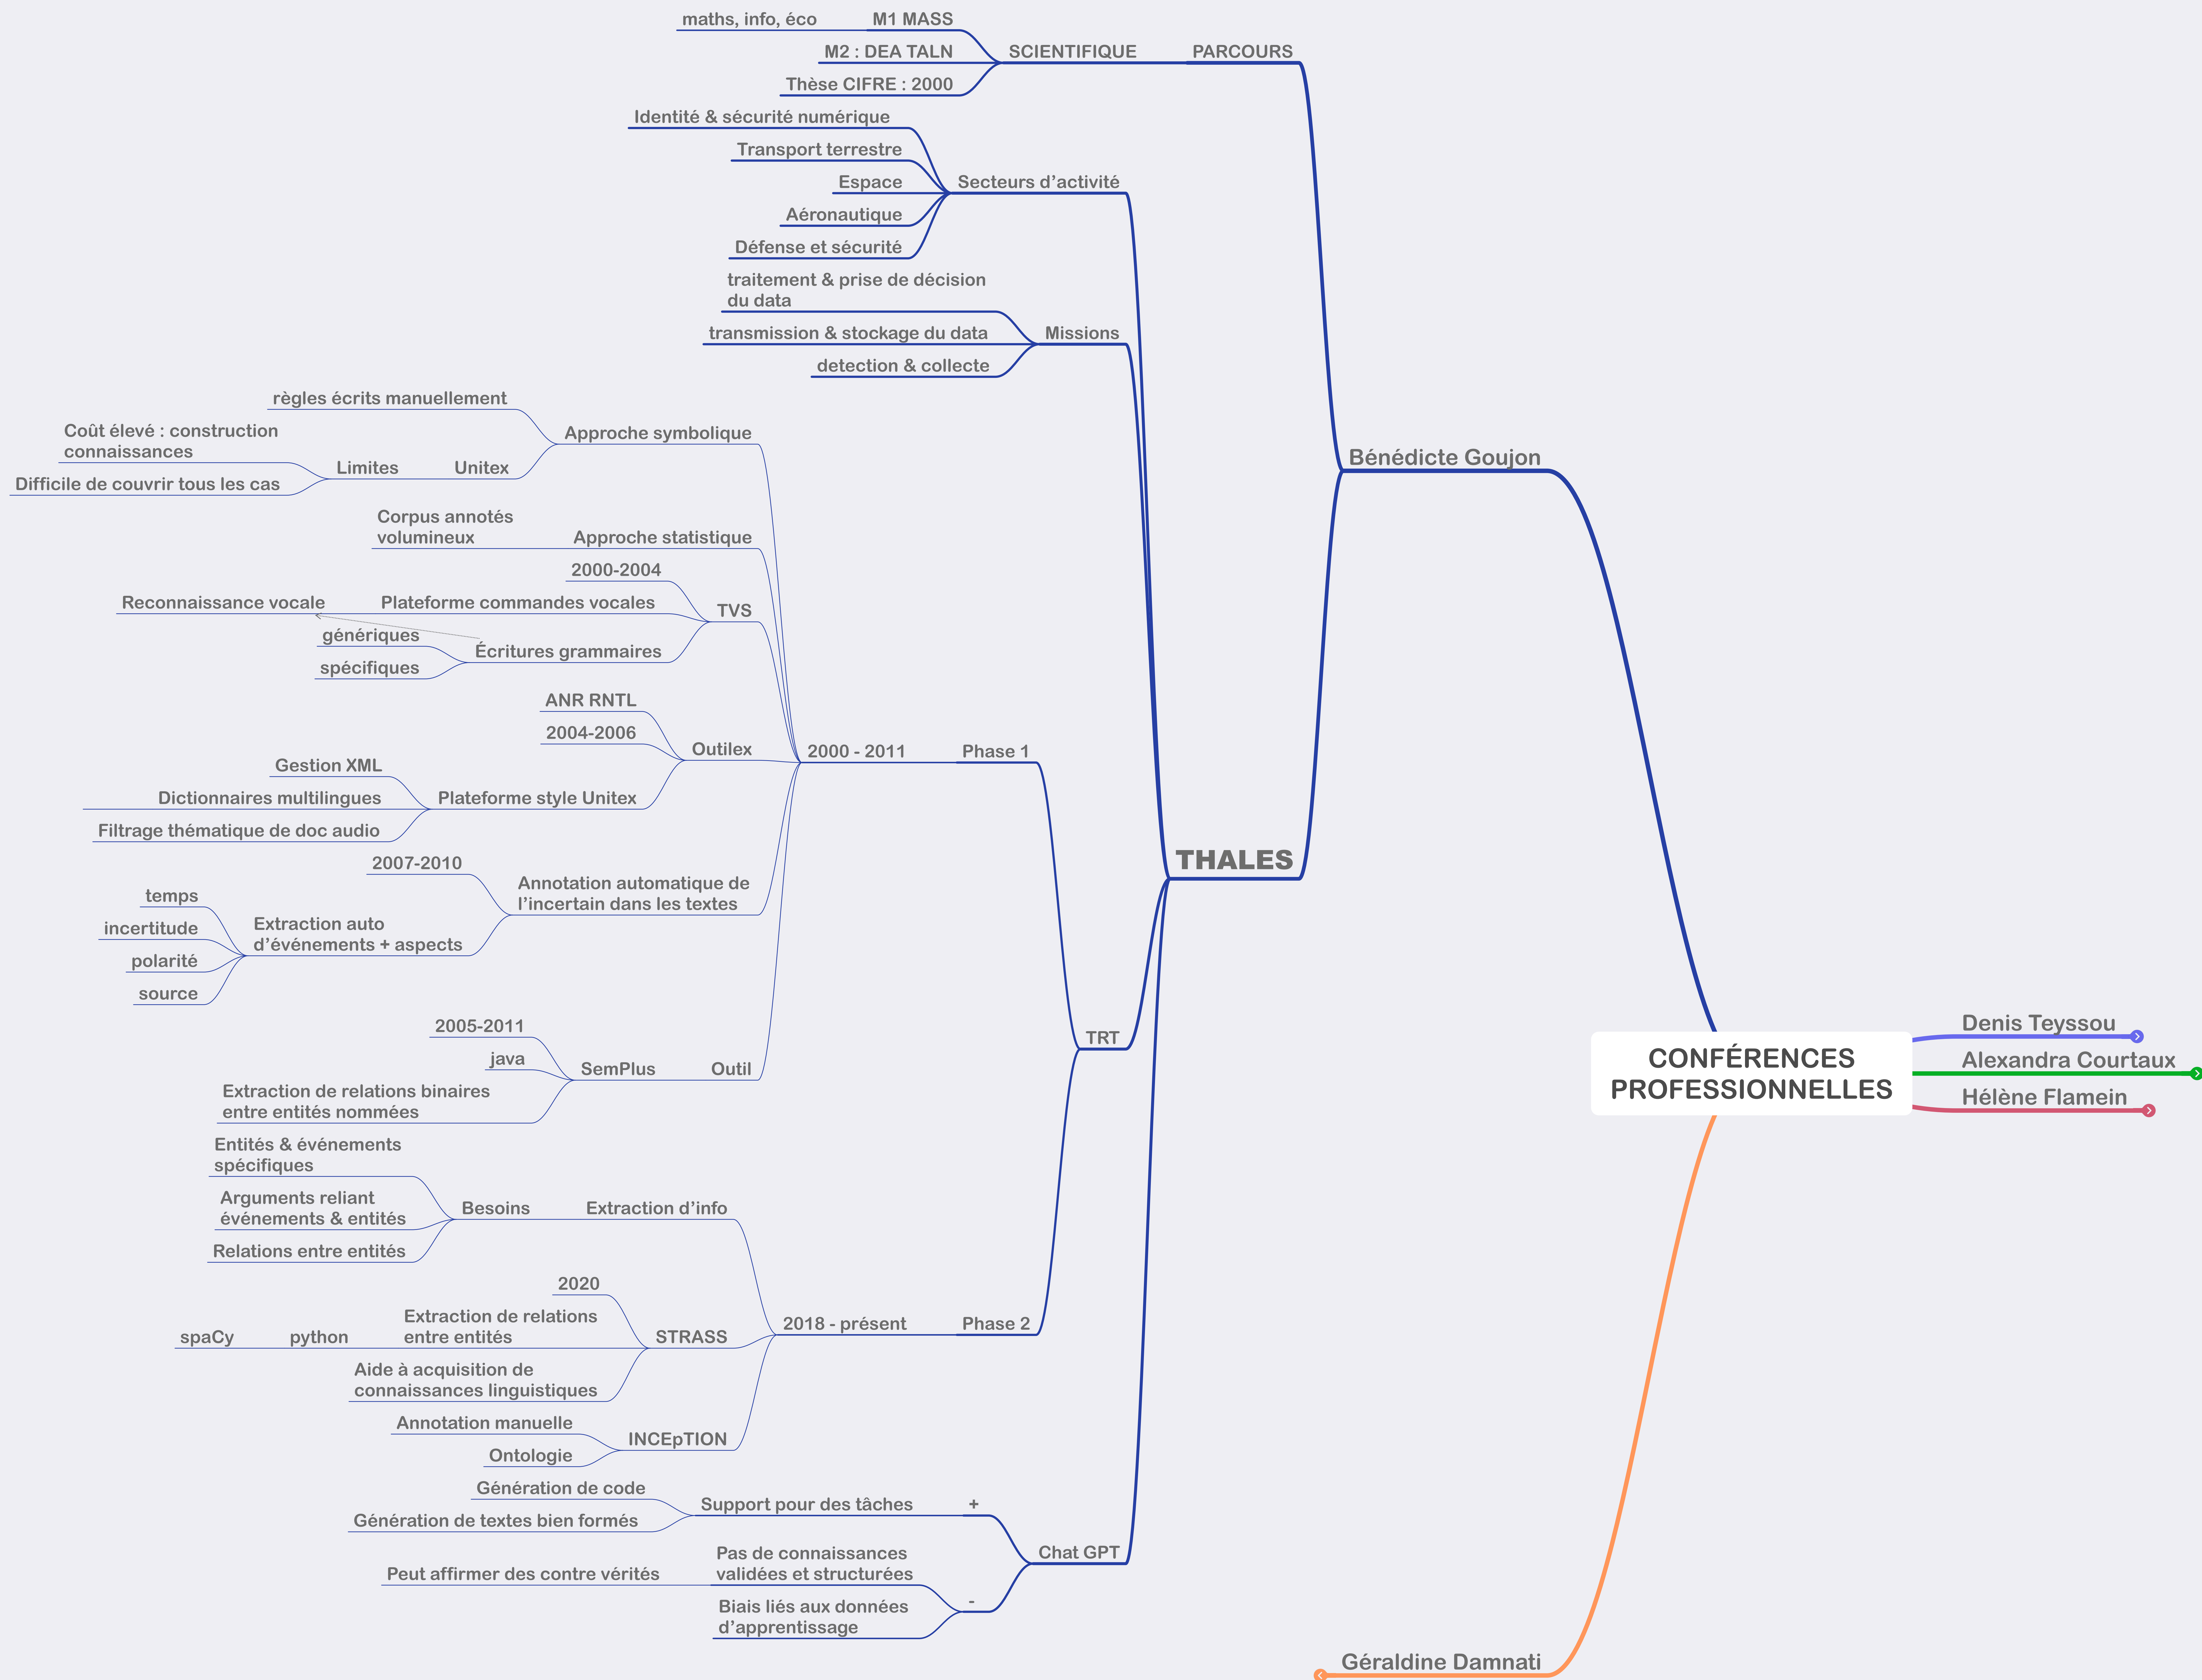 CONFÉRENCES
PROFESSIONNELLES
Bénédicte Goujon
PARCOURS
SCIENTIFIQUE
M1 MASS
maths, info, éco
M2 : DEA TALN
Thèse CIFRE : 2000
THALES
Secteurs d’activité
Identité & sécurité numérique
Transport terrestre
Espace
Aéronautique
Défense et sécurité
Missions
traitement & prise de décision
du data
transmission & stockage du data
detection & collecte
TRT
Phase 1
2000 - 2011
Approche symbolique
règles écrits manuellement
Unitex
Limites
Coût élevé : construction
connaissances
Difficile de couvrir tous les cas
Approche statistique
Corpus annotés
volumineux
TVS
2000-2004
Plateforme commandes vocales
Reconnaissance vocale
Écritures grammaires
génériques
spécifiques
Outilex
ANR RNTL
2004-2006
Plateforme style Unitex
Gestion XML
Dictionnaires multilingues
Filtrage thématique de doc audio
Annotation automatique de
l’incertain dans les textes
2007-2010
Extraction auto
d’événements + aspects
temps
incertitude
polarité
source
Outil
SemPlus
2005-2011
java
Extraction de relations binaires
entre entités nommées
Phase 2
2018 - présent
Extraction d’info
Besoins
Entités & événements
spécifiques
Arguments reliant
événements & entités
Relations entre entités
STRASS
2020
Extraction de relations
entre entités
python
spaCy
Aide à acquisition de
connaissances linguistiques
INCEpTION
Annotation manuelle
Ontologie
Chat GPT
+
Support pour des tâches
Génération de code
Génération de textes bien formés
-
Pas de connaissances
validées et structurées
Peut affirmer des contre vérités
Biais liés aux données
d’apprentissage
Denis Teyssou
Alexandra Courtaux
Hélène Flamein
Géraldine Damnati